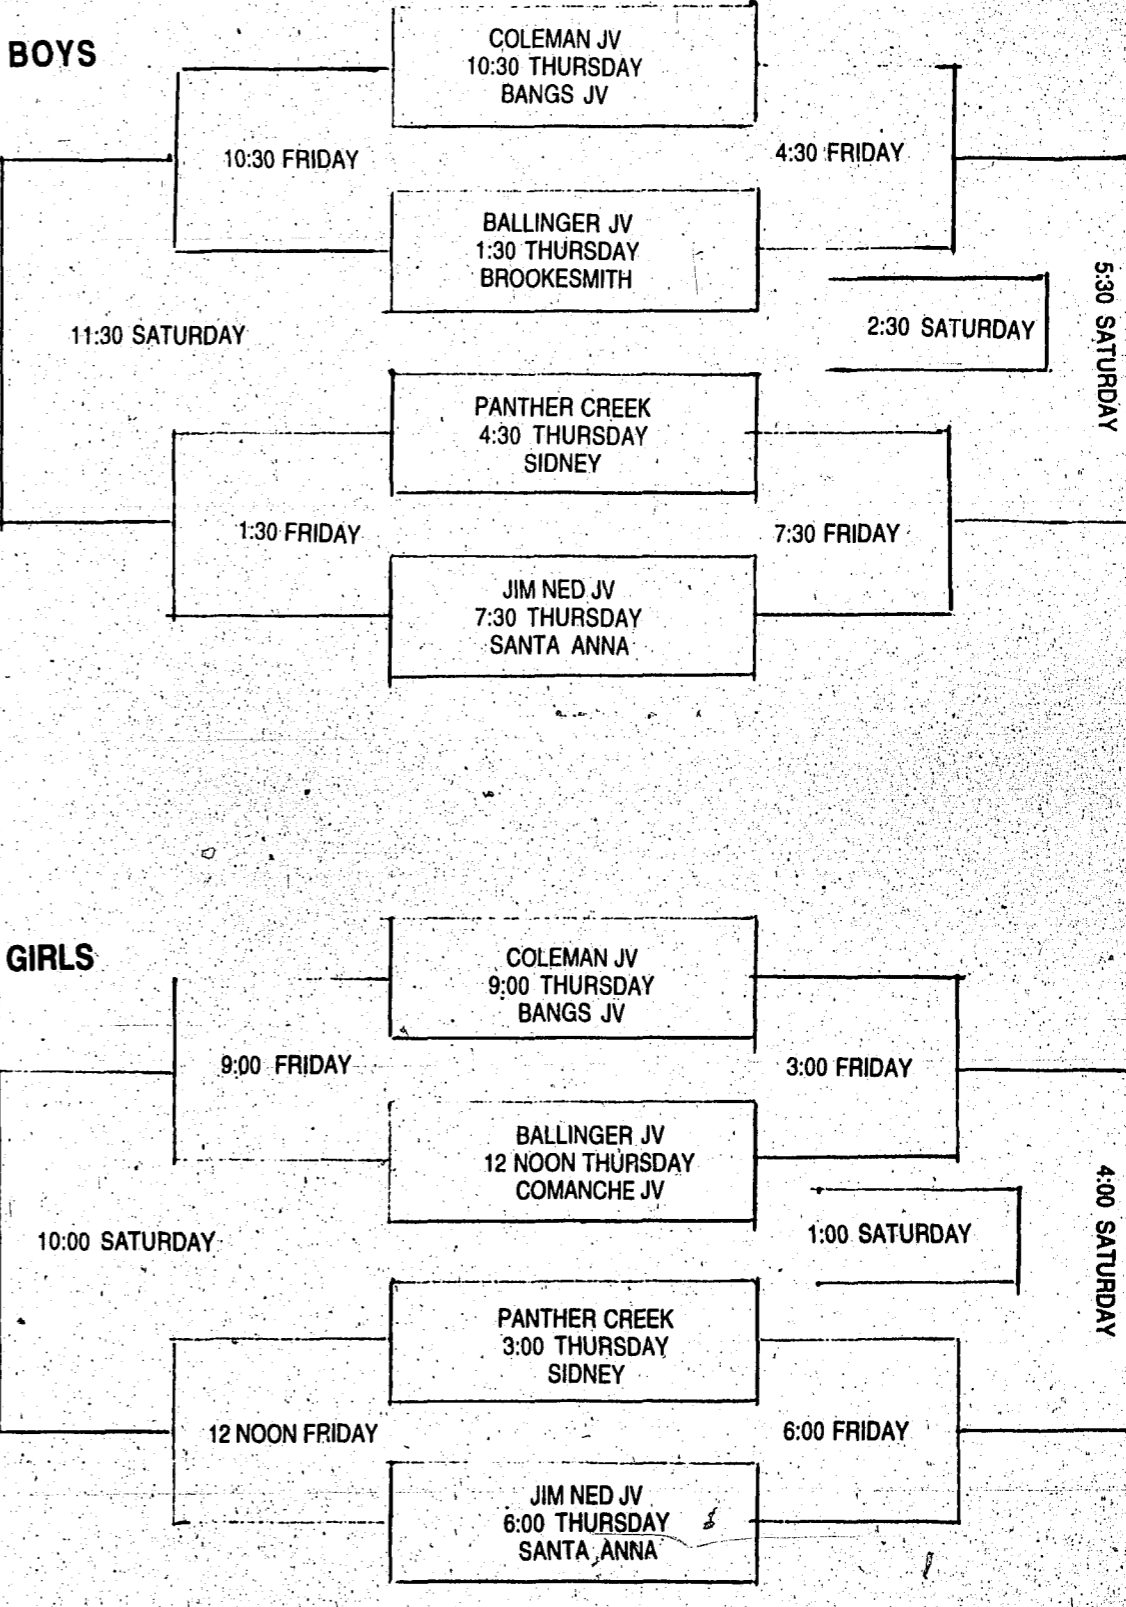 BOYS
COLEMAN JV
10:30 THURSDAY
BANGS JV
10:30 FRIDAY
4:30 FRIDAY
BALLINGER JV
1:30 THURSDAY
BROOKESMITH
11:30 SATURDAY
2:30 SATURDAY
5:30 SATURDAY
PANTHER CREEK
4:30 THURSDAY
SIDNEY
1:30 FRIDAY
7:30 FRIDAY
JIM NED JV
7:30 THURSDAY
SANTA ANNA
GIRLS
COLEMAN JV
9:00 THURSDAY
BANGS JV
9:00 FRIDAY
3:00 FRIDAY
BALLINGER JV
12 NOON THURSDAY
COMANCHE JV
10:00 SATURDAY
1:00 SATURDAY
4:00 SATURDAY
PANTHER CREEK
3:00 THURSDAY
SIDNEY
12 NOON FRIDAY
6:00 FRIDAY
JIM NED JV
6:00 THURSDAY
SANTA ANNA